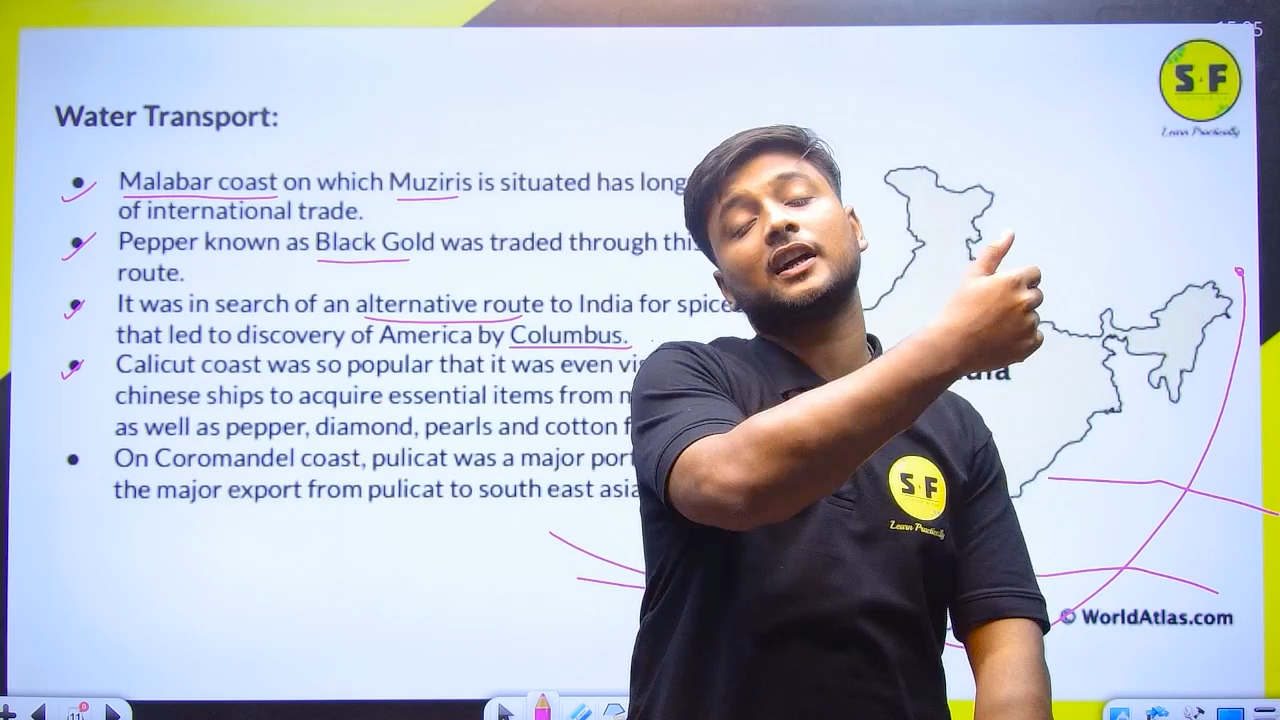 Water Transport:
Malabar coast on which Muziris is situated has long
of international trade.
Pepper known as Black Gold was traded through this
route.
It was in search of an alternative route to India for spice
that led to discovery of America by Columbus.
Calicut coast was so popular that it was even
chinese ships to acquire essential items from
as well as pepper, diamond, pearls and cotton
On Coromandel coast, pulicat was a major port
the major export from pulicat to south east asia
S F
Learn Practically
S F
Learn Practically
© WorldAtlas.com
11